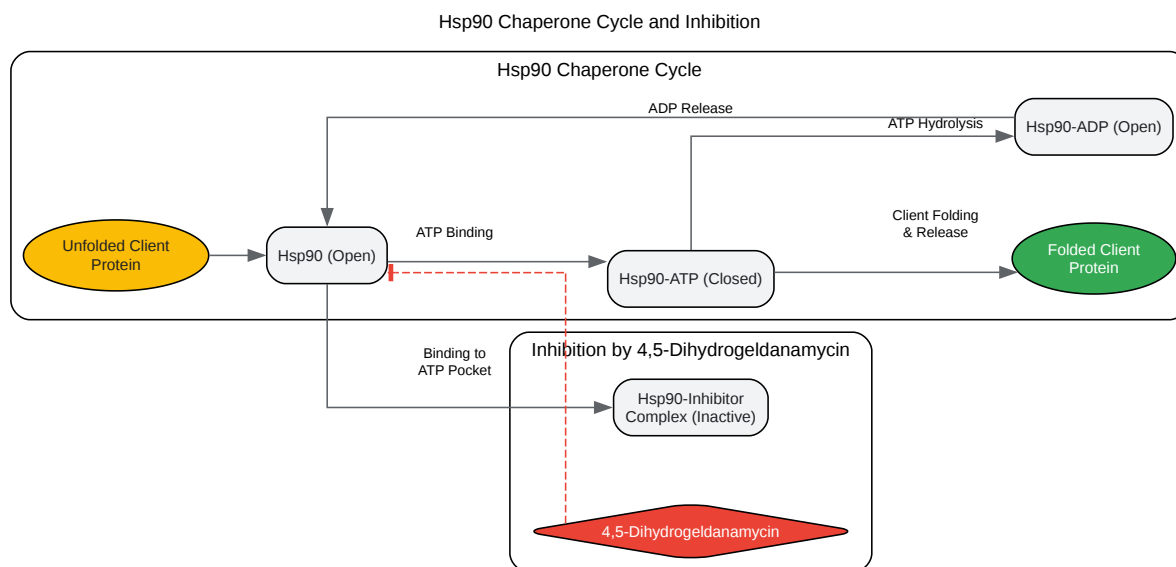 Hsp90 Chaperone Cycle and Inhibition
Hsp90 Chaperone Cycle
ADP Release
ATP Hydrolysis
Hsp90-ADP (Open)
Unfolded Client
Protein
Hsp90 (Open)
ATP Binding
Hsp90-ATP (Closed)
Client Folding
& Release
Folded Client
Protein
Binding to
ATP Pocket
Inhibition by 4,5-Dihydrogeldanamycin
Hsp90-Inhibitor
Complex (Inactive)
4,5-Dihydrogeldanamycin